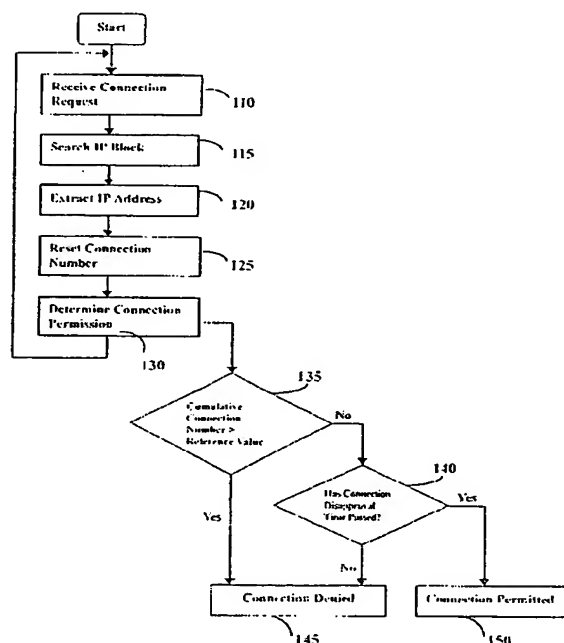 Start
Receive Connection
Request
110
Search IP Block
115
Extract IP Address
120
Reset Connection
Number
125
Determine Connection
Permission
130
135
Cumulative
Connection
Number >
Reference Value
No
140
Has Connection
Disapproval
Time Passed?
Yes
Yes
No
Connection Denied
Connection Permitted
145
150